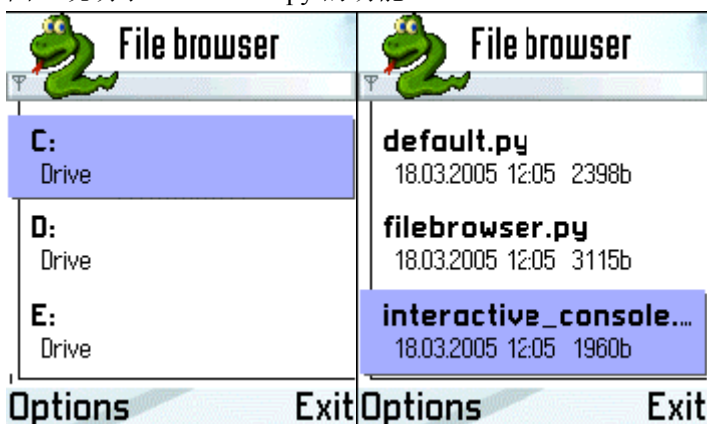 py
File browser
C:
Drive
D:
Drive
E:
Drive
Options Exit
File browser
default.py
18.03.2005 12:05 2398b
filebrowser.py
18.03.2005 12:05 3115b
interactive_console....
18.03.2005 12:05 1960b
Options Exit